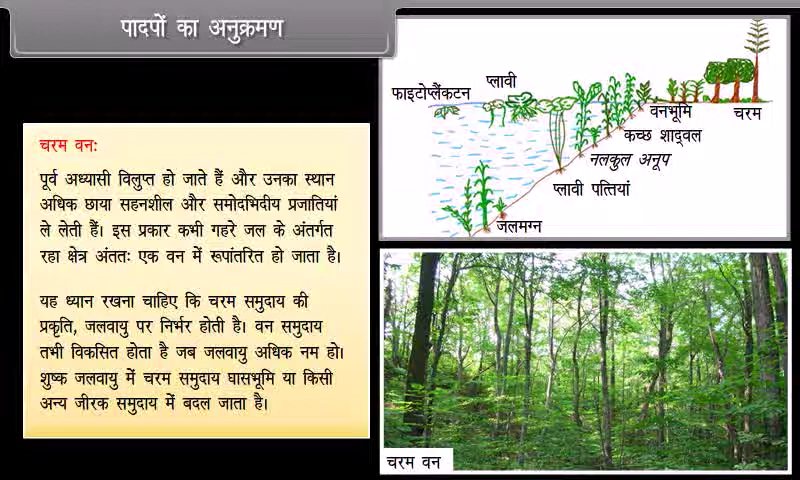 पादपों का अनुक्रमण
चरम वनः
पूर्व अध्यासी विलुप्त हो जाते हैं और उनका स्थान
अधिक छाया सहनशील और समोदभिदीय प्रजातियां
ले लेती हैं। इस प्रकार कभी गहरे जल के अंतर्गत
रहा क्षेत्र अंततः एक वन में रूपांतरित हो जाता है।
यह ध्यान रखना चाहिए कि चरम समुदाय की
प्रकृति, जलवायु पर निर्भर होती है। वन समुदाय
तभी विकसित होता है जब जलवायु अधिक नम हो।
शुष्क जलवायु में चरम समुदाय घासभूमि या किसी
अन्य जीरक समुदाय में बदल जाता है।
फाइटोप्लैंकटन
प्लावी
वनभूमि
चरम
कच्छ शाद्वल
नलकुल अनूप
प्लावी पत्तियां
जलमग्न
चरम वन